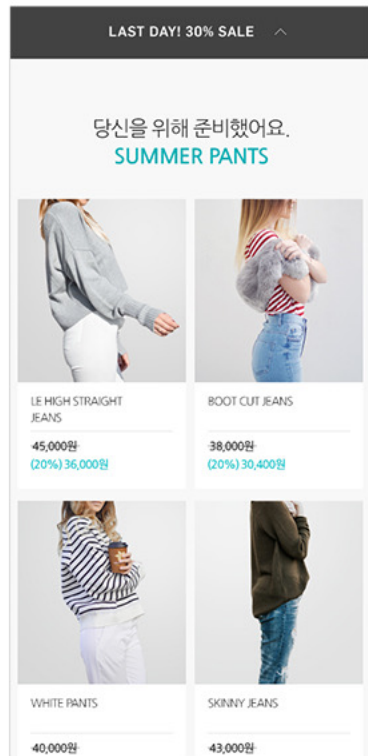 LAST DAY! 30% SALE
당신을 위해 준비했어요.
SUMMER PANTS
LE HIGH STRAIGHT
JEANS
45,000원
(20%) 36,000원
BOOT CUT JEANS
38,000원
(20%) 30,400원
WHITE PANTS
40,000원
SKINNY JEANS
43,000원